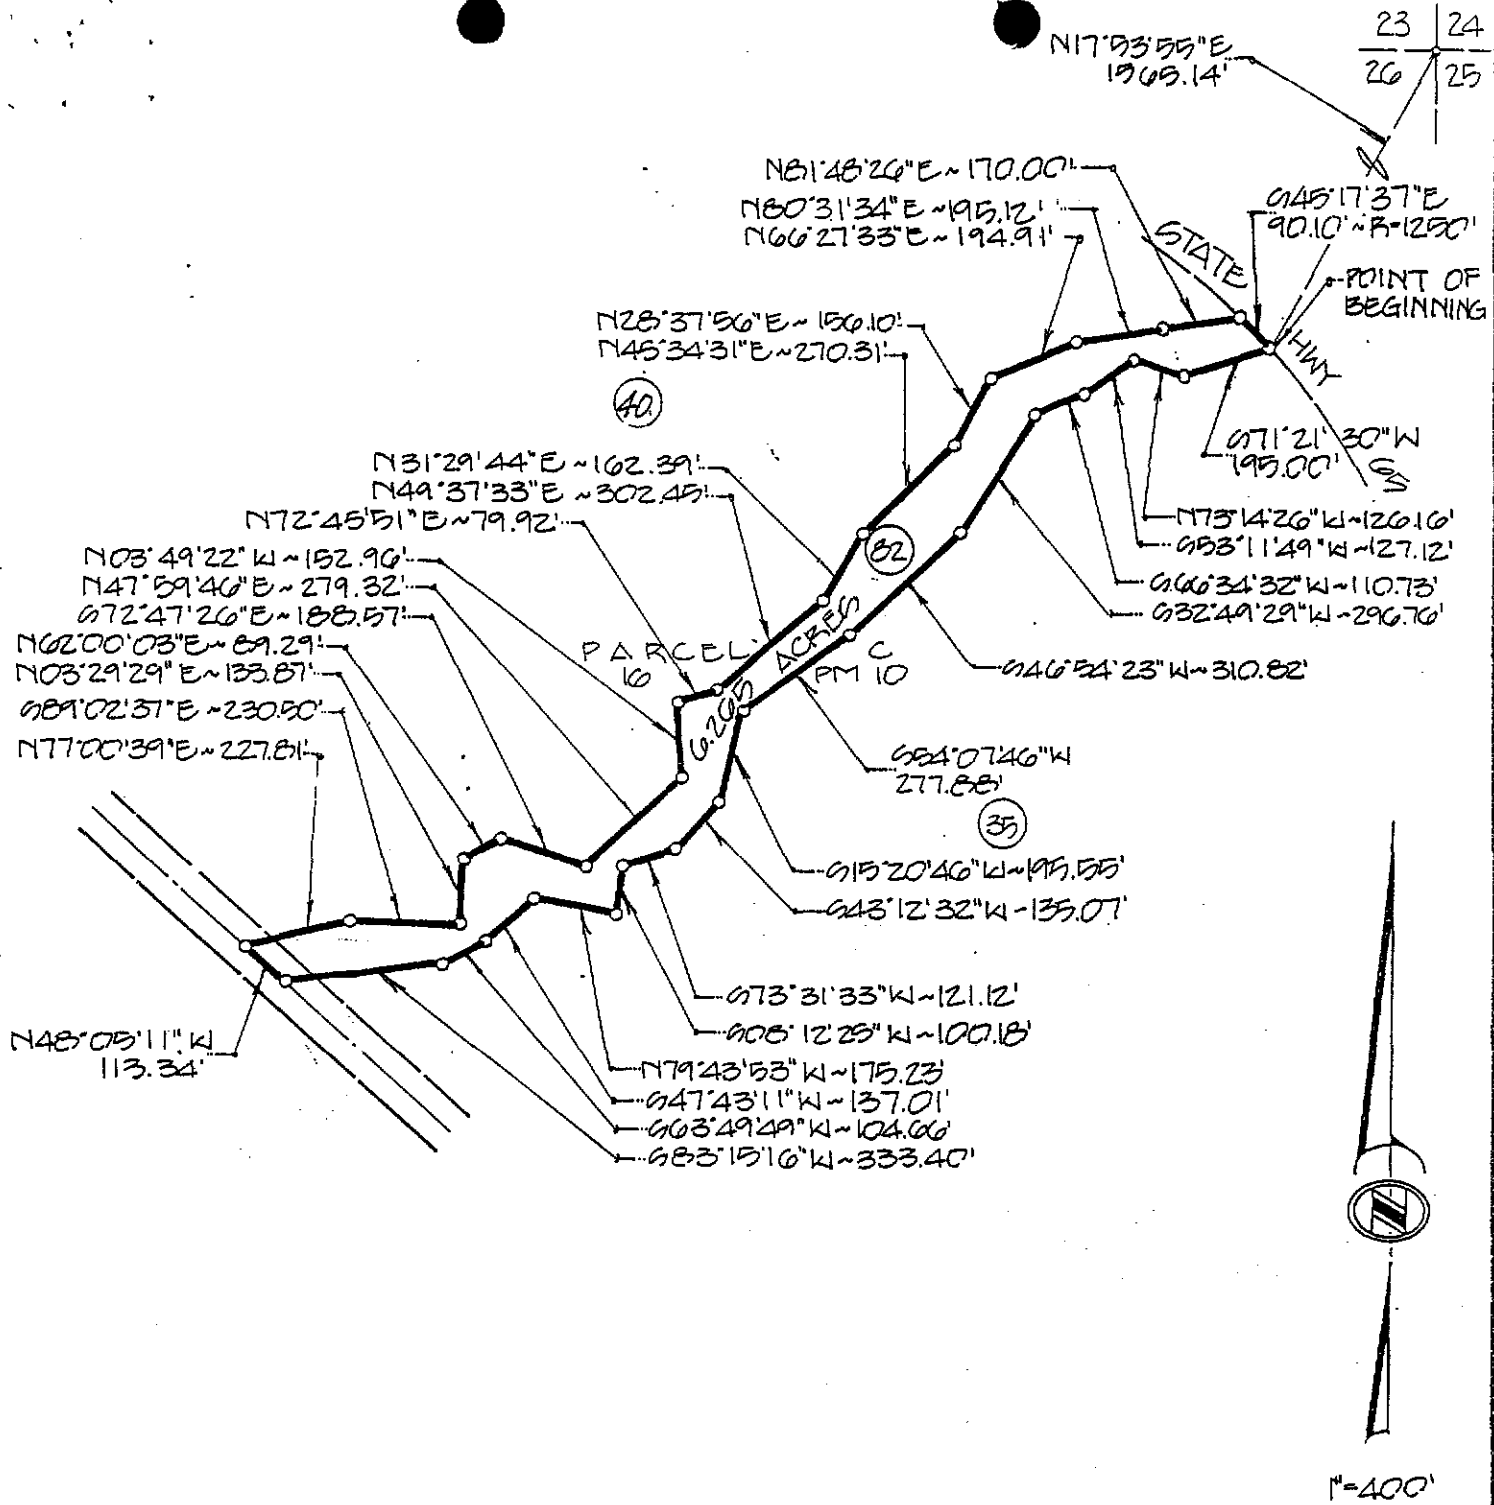 23 24
26 25
N17°53'55"E
1565.14'
N81°48'26"E~170.00'
N80°31'34"E~195.12'
N66°27'33"E~194.91'
S45°17'37"E
90.10'~R=1250'
STATE
POINT OF
BEGINNING
HWY
N28°37'56"E~156.10'
N45°34'31"E~270.31'
40
S71°21'30"W
195.00'
65
N31°29'44"E~162.39'
N49°37'33"E~302.45'
N72°45'51"E~79.92'
N73°14'26"W~126.16'
S53°11'49"W~127.12'
S66°34'32"W~110.73'
S32°49'29"W~296.76'
82
N03°49'22"W~152.96'
N47°59'46"E~279.32'
S72°47'26"E~188.57'
N62°00'03"E~89.29'
N03°29'29"E~133.87'
S89°02'37"E~230.50'
N77°00'39"E~227.81'
PARCEL
16
6.265 ACRES
C
PM 10
S46°54'23"W~310.82'
S54°07'46"W
277.88'
35
S15°20'46"W~195.55'
S43°12'32"W~135.07'
S73°31'33"W~121.12'
S08°12'25"W~100.18'
N48°05'11"W
113.34'
N79°43'53"W~175.23'
S47°43'11"W~137.01'
S63°49'49"W~104.66'
S83°15'16"W~333.40'
N
1"=400'